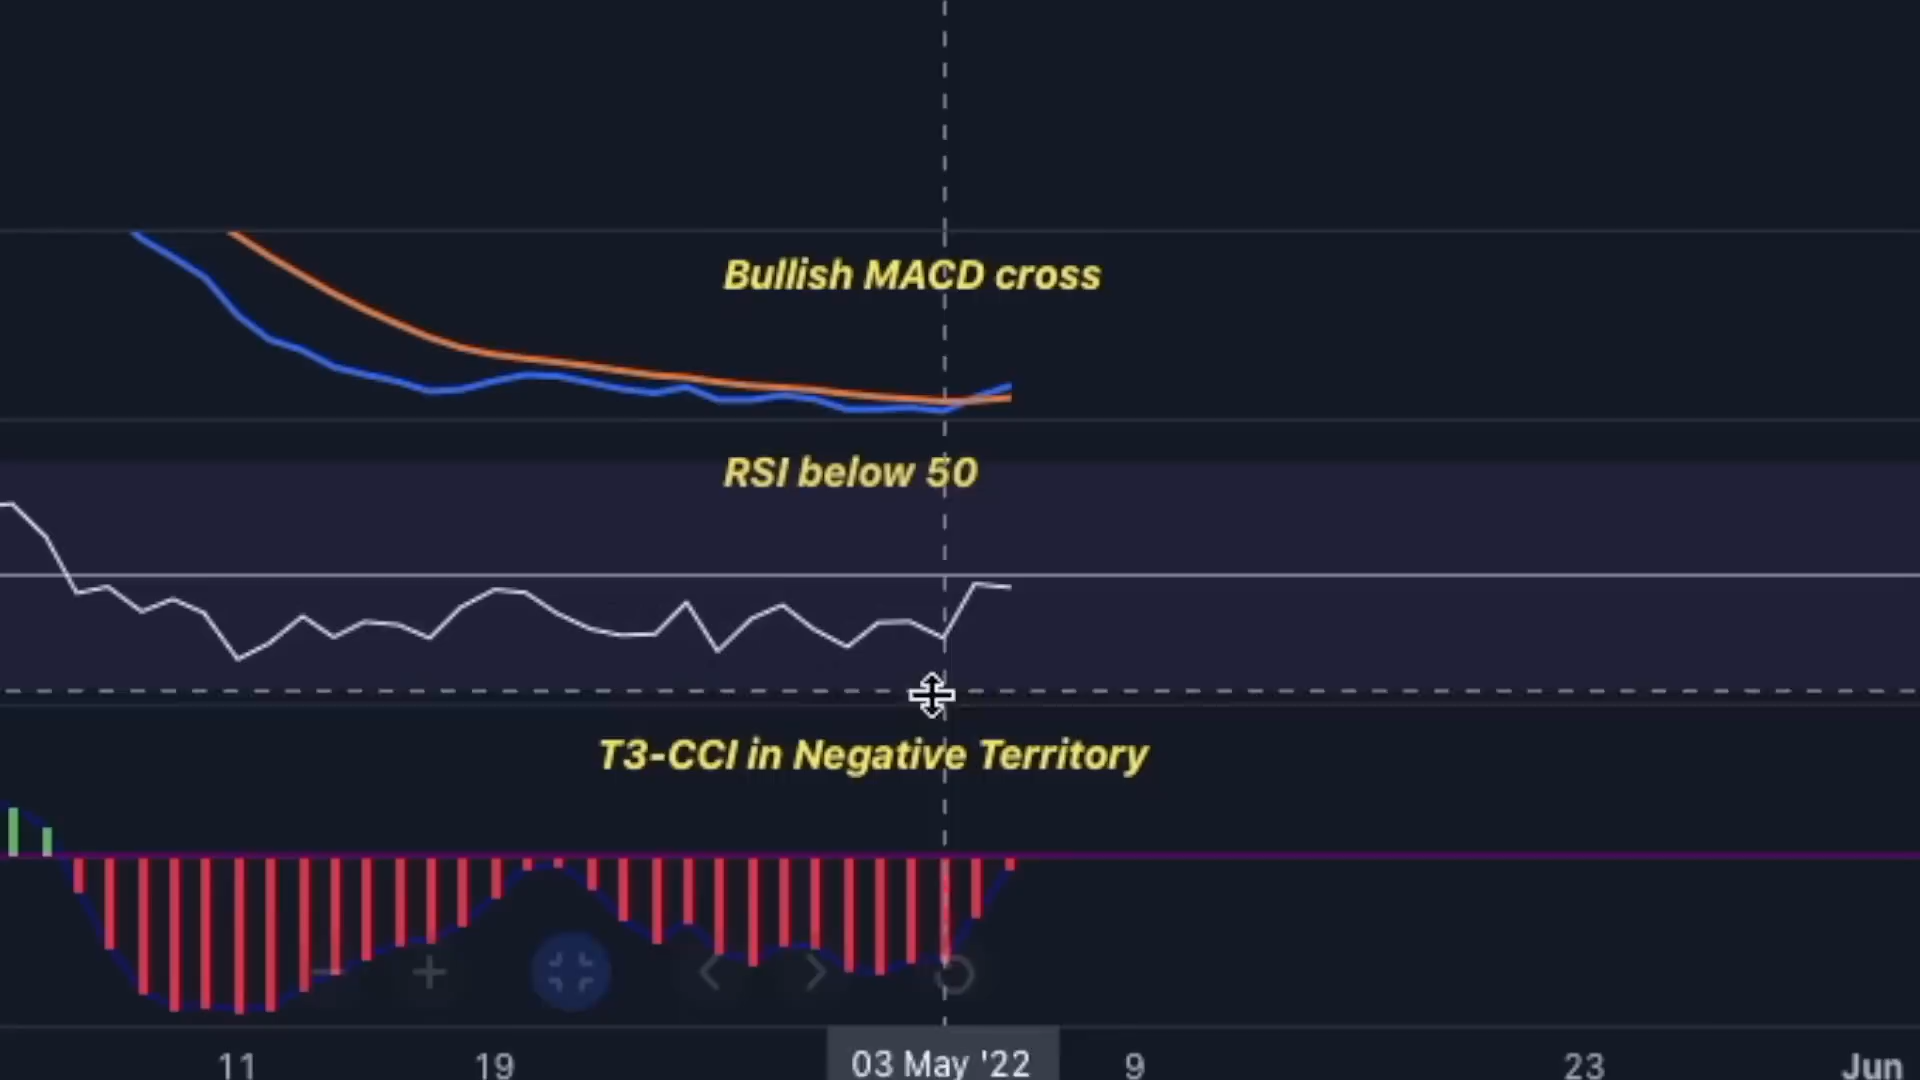 Bullish MACD cross
RSI below 50
T3-CCI in Negative Territory
11 19 03 May '22 9 23 Jun